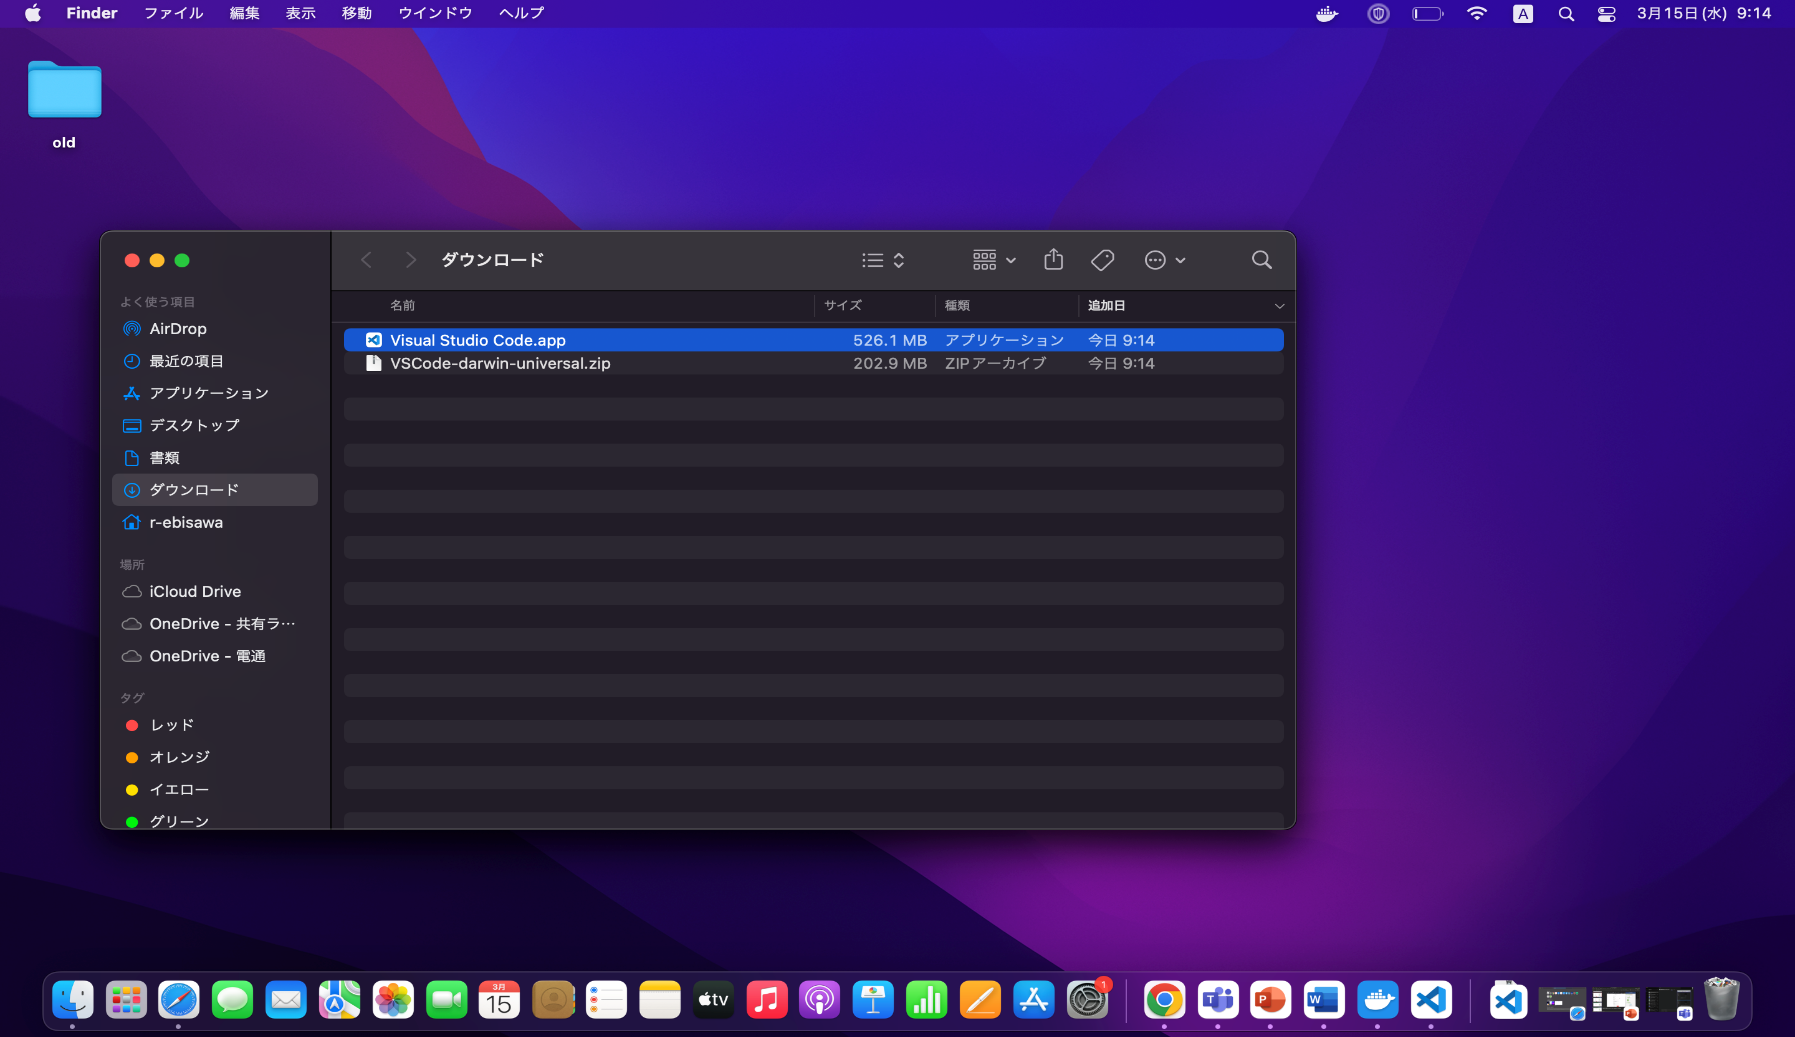 Finder ファイル 編集 表示 移動 ウインドウ ヘルプ A 3月15日(水) 9:14
old
ダウンロード
名前 サイズ 種類 追加日
Visual Studio Code.app 526.1 MB アプリケーション 今日 9:14
VSCode-darwin-universal.zip 202.9 MB ZIPアーカイブ 今日 9:14
よく使う項目
AirDrop
最近の項目
アプリケーション
デスクトップ
書類
ダウンロード
r-ebisawa
場所
iCloud Drive
OneDrive - 共有ラ…
OneDrive - 電通
タグ
レッド
オレンジ
イエロー
グリーン
3月
15
tv
1
T
P
W